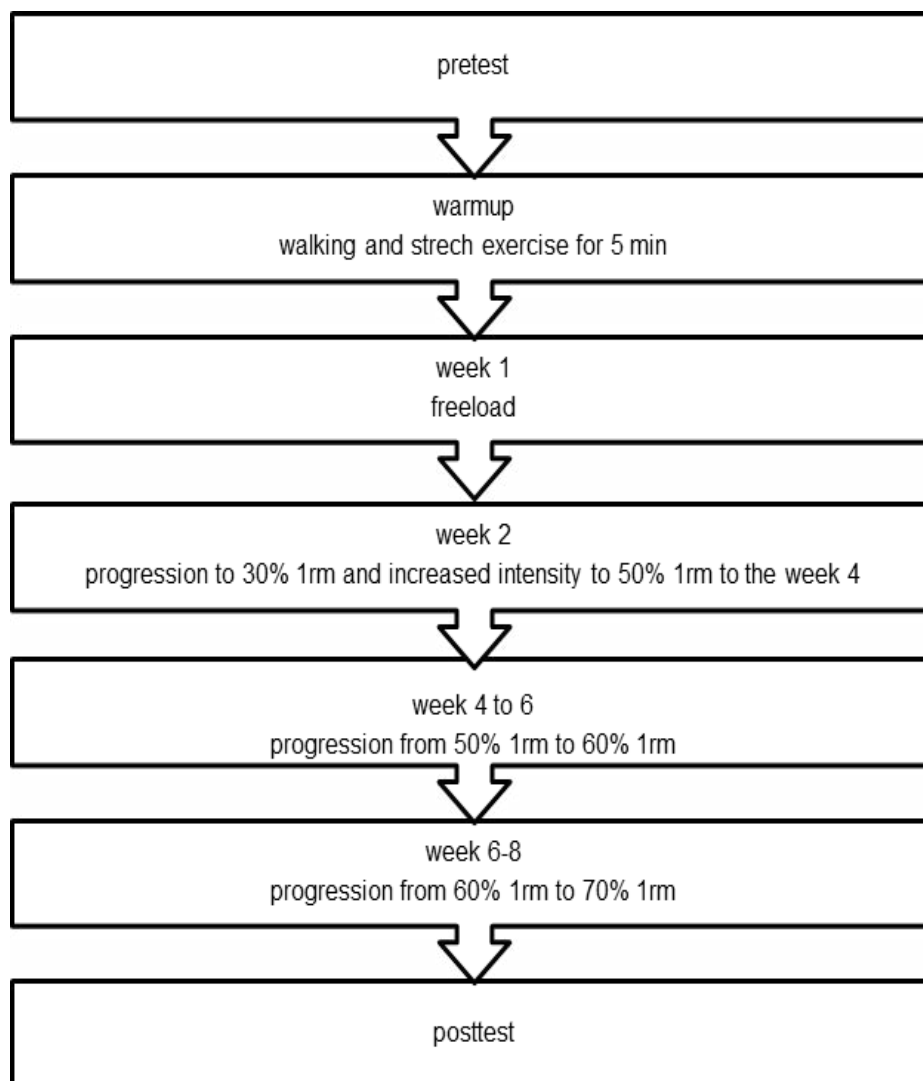 pretest
warmup
walking and strech exercise for 5 min
week 1
freeload
week 2
progression to 30% 1rm and increased intensity to 50% 1rm to the week 4
week 4 to 6
progression from 50% 1rm to 60% 1rm
week 6-8
progression from 60% 1rm to 70% 1rm
posttest